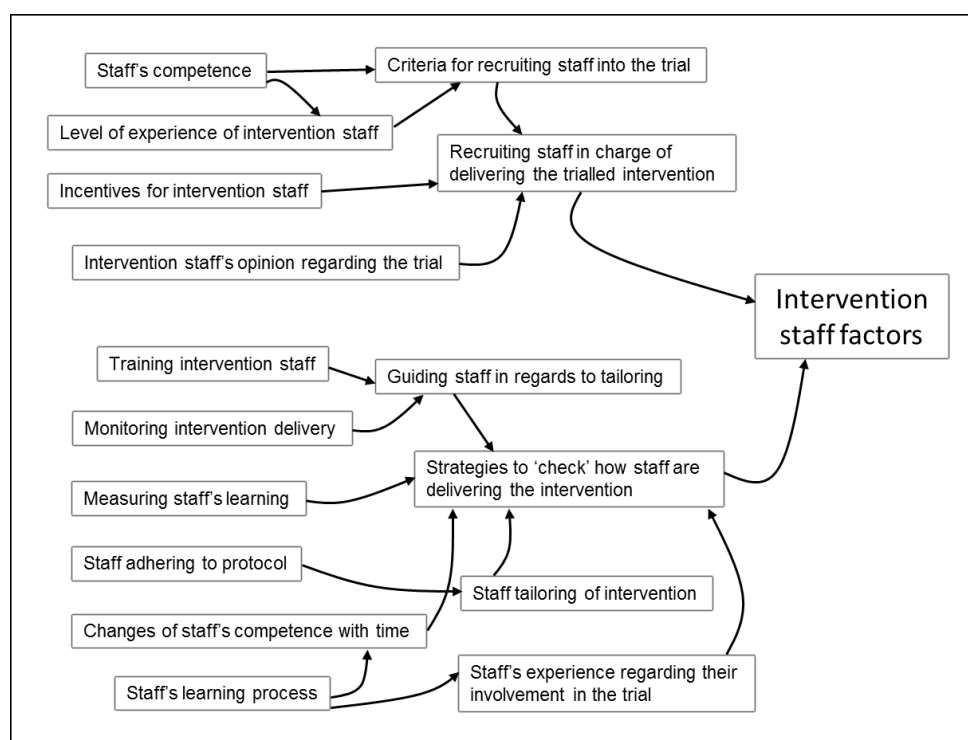 Staff's competence
Criteria for recruiting staff into the trial
Level of experience of intervention staff
Recruiting staff in charge of
delivering the trialled intervention
Incentives for intervention staff
Intervention staff's opinion regarding the trial
Intervention
staff factors
Training intervention staff
Guiding staff in regards to tailoring
Monitoring intervention delivery
Strategies to ‘check’ how staff are
delivering the intervention
Measuring staff's learning
Staff adhering to protocol
Staff tailoring of intervention
Changes of staff's competence with time
Staff's experience regarding their
involvement in the trial
Staff's learning process